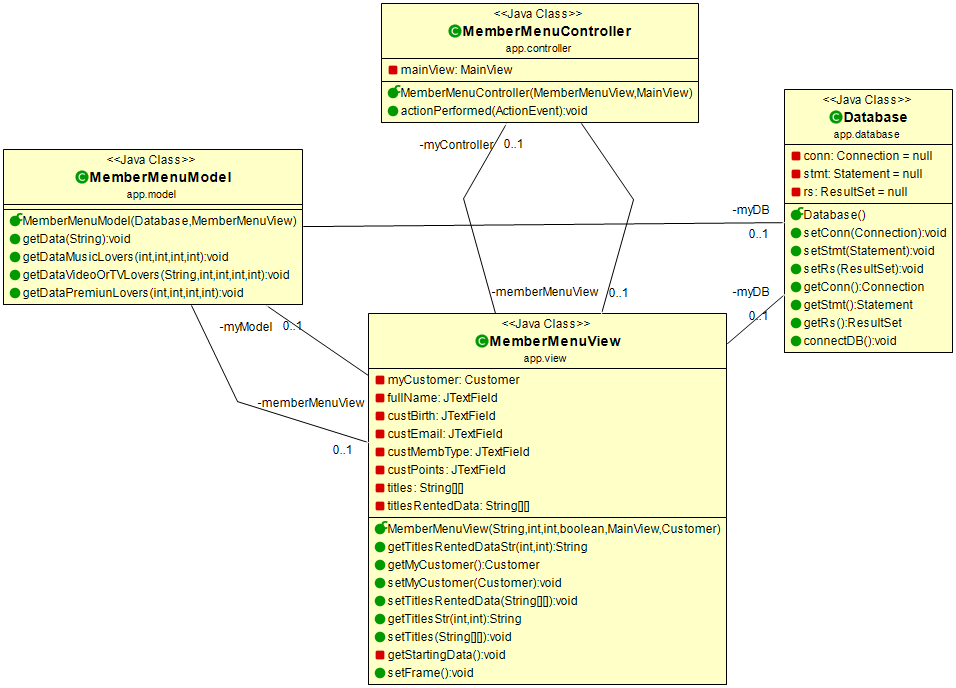 <<Java Class>>
MemberMenuController
app.controller
mainView: MainView
MemberMenuController(MemberMenuView,MainView)
actionPerformed(ActionEvent):void
<<Java Class>>
Database
app.database
conn: Connection = null
stmt: Statement = null
rs: ResultSet = null
Database()
setConn(Connection):void
setStmt(Statement):void
setRs(ResultSet):void
getConn():Connection
getStmt():Statement
getRs():ResultSet
connectDB():void
-myController 0..1
<<Java Class>>
MemberMenuModel
app.model
MemberMenuModel(Database,MemberMenuView)
getData(String):void
getDataMusicLovers(int,int,int,int):void
getDataVideoOrTVLovers(String,int,int,int,int):void
getDataPremiunLovers(int,int,int,int):void
-myDB
0..1
-memberMenuView 0..1
-myDB
0..1
-myModel 0..1
-memberMenuView
0..1
<<Java Class>>
MemberMenuView
app.view
myCustomer: Customer
fullName: JTextField
custBirth: JTextField
custEmail: JTextField
custMembType: JTextField
custPoints: JTextField
titles: String[][]
titlesRentedData: String[][]
MemberMenuView(String,int,int,boolean,MainView,Customer)
getTitlesRentedDataStr(int,int):String
getMyCustomer():Customer
setMyCustomer(Customer):void
setTitlesRentedData(String[][]):void
getTitlesStr(int,int):String
setTitles(String[][]):void
getStartingData():void
setFrame():void